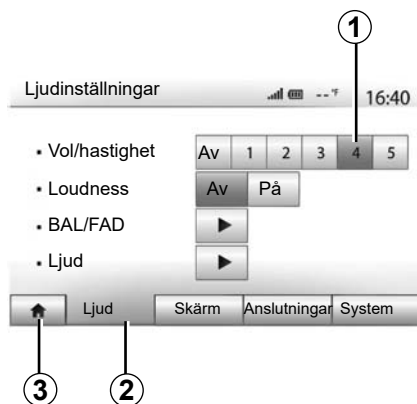 1
Ljudinställningar --°F 16:40
• Vol/hastighet Av 1 2 3 4 5
• Loudness Av På
• BAL/FAD
• Ljud
Ljud Skärm Anslutningar System
3 2